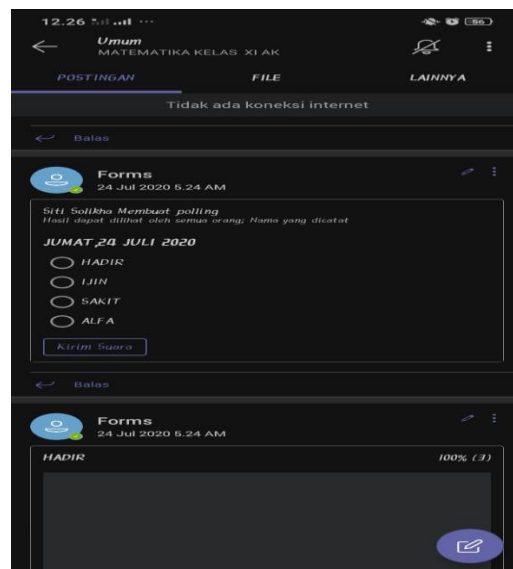 12.26
56
Umum
MATEMATIKA KELAS XI AK
POSTINGAN FILE LAINNYA
Tidak ada koneksi internet
Balas
Forms
24 Jul 2020 5.24 AM
Siti Solikha Membuat polling
Hasil dapat dilihat oleh semua orang; Nama yang dicatat
JUMAT,24 JULI 2020
HADIR
IJIN
SAKIT
ALFA
Kirim Suara
Balas
Forms
24 Jul 2020 5.24 AM
HADIR 100% (3)